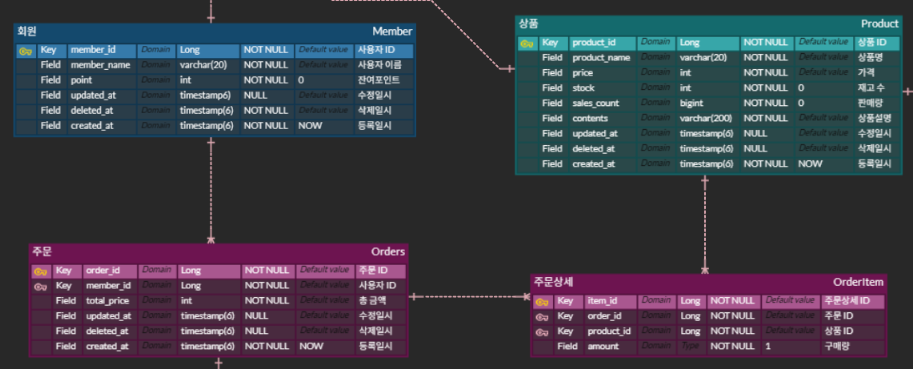 회원 Member
Key member_id Domain Long NOT NULL Default value 사용자 ID
Field member_name Domain varchar(20) NOT NULL Default value 사용자 이름
Field point Domain int NOT NULL 0 잔여포인트
Field updated_at Domain timestamp6) NULL Default value 수정일시
Field deleted_at Domain timestamp(6) NOT NULL Default value 삭제일시
Field created_at Domain timestamp(6) NOT NULL NOW 등록일시
상품 Product
Key product_id Domain Long NOT NULL Default value 상품 ID
Field product_name Domain varchar(20) NOT NULL Default value 상품명
Field price Domain int NOT NULL Default value 가격
Field stock Domain int NOT NULL 0 재고 수
Field sales_count Domain bigint NOT NULL 0 판매량
Field contents Domain varchar(200) NOT NULL Default value 상품설명
Field updated_at Domain timestamp(6) NULL Default value 수정일시
Field deleted_at Domain timestamp(6) NULL Default value 삭제일시
Field created_at Domain timestamp(6) NOT NULL NOW 등록일시
주문 Orders
Key order_id Domain Long NOT NULL Default value 주문 ID
Key member_id Domain Long NOT NULL Default value 사용자 ID
Field total_price Domain int NOT NULL Default value 총 금액
Field updated_at Domain timestamp(6) NULL Default value 수정일시
Field deleted_at Domain timestamp(6) NULL Default value 삭제일시
Field created_at Domain timestamp(6) NOT NULL NOW 등록일시
주문상세 OrderItem
Key item_id Domain Long NOT NULL Default value 주문상세 ID
Key order_id Domain Long NOT NULL Default value 주문 ID
Key product_id Domain Long NOT NULL Default value 상품 ID
Field amount Domain Type NOT NULL 1 구매량